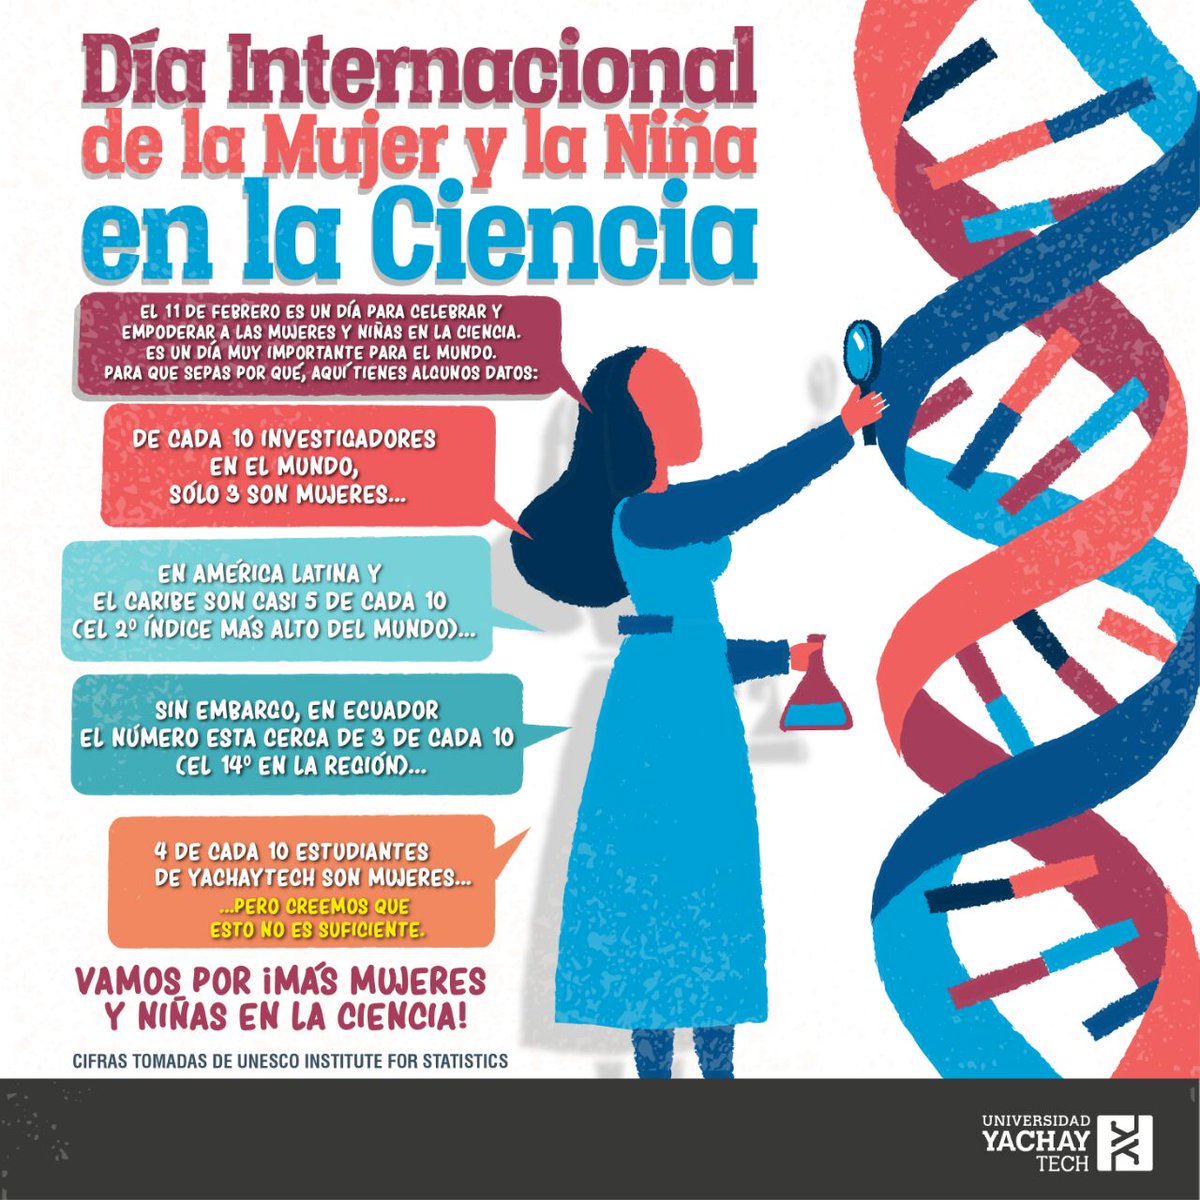 Día Internacional
de la Mujer y la Niña
en la Ciencia
EL 11 DE FEBRERO ES UN DÍA PARA CELEBRAR Y
EMPODERAR A LAS MUJERES Y NIÑAS EN LA CIENCIA.
ES UN DÍA MUY IMPORTANTE PARA EL MUNDO.
PARA QUE SEPAS POR QUÉ, AQUÍ TIENES ALGUNOS DATOS:
DE CADA 10 INVESTIGADORES
EN EL MUNDO,
SÓLO 3 SON MUJERES...
EN AMÉRICA LATINA Y
EL CARIBE SON CASI 5 DE CADA 10
(EL 2º ÍNDICE MÁS ALTO DEL MUNDO)...
SIN EMBARGO, EN ECUADOR
EL NÚMERO ESTA CERCA DE 3 DE CADA 10
(EL 14º EN LA REGIÓN)...
4 DE CADA 10 ESTUDIANTES
DE YACHAYTECH SON MUJERES...
...PERO CREEMOS QUE
ESTO NO ES SUFICIENTE.
VAMOS POR ¡MÁS MUJERES
Y NIÑAS EN LA CIENCIA!
CIFRAS TOMADAS DE UNESCO INSTITUTE FOR STATISTICS
UNIVERSIDAD
YACHAY
TECH